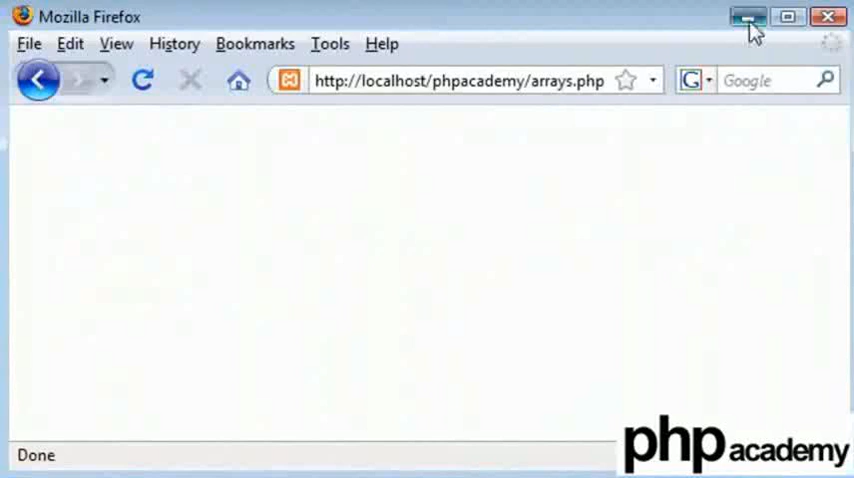 Mozilla Firefox
File Edit View History Bookmarks Tools Help
http://localhost/phpacademy/arrays.php G Google
Done
php academy